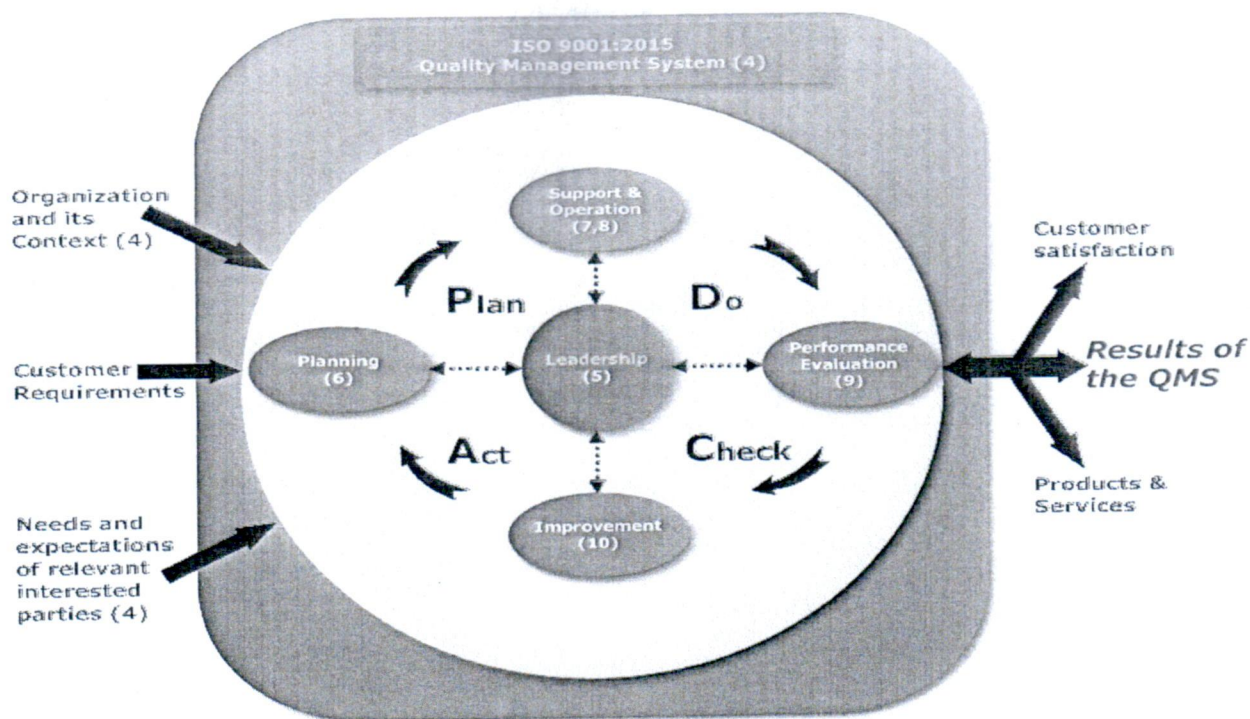 ISO 9001:2015
Quality Management System (4)
Organization
and its
Context (4)
Customer
Requirements
Needs and
expectations
of relevant
interested
parties (4)
Support &
Operation
(7,8)
Plan
Do
Planning
(6)
Leadership
(5)
Performance
Evaluation
(9)
Act
Check
Improvement
(10)
Customer
satisfaction
Results of
the QMS
Products &
Services